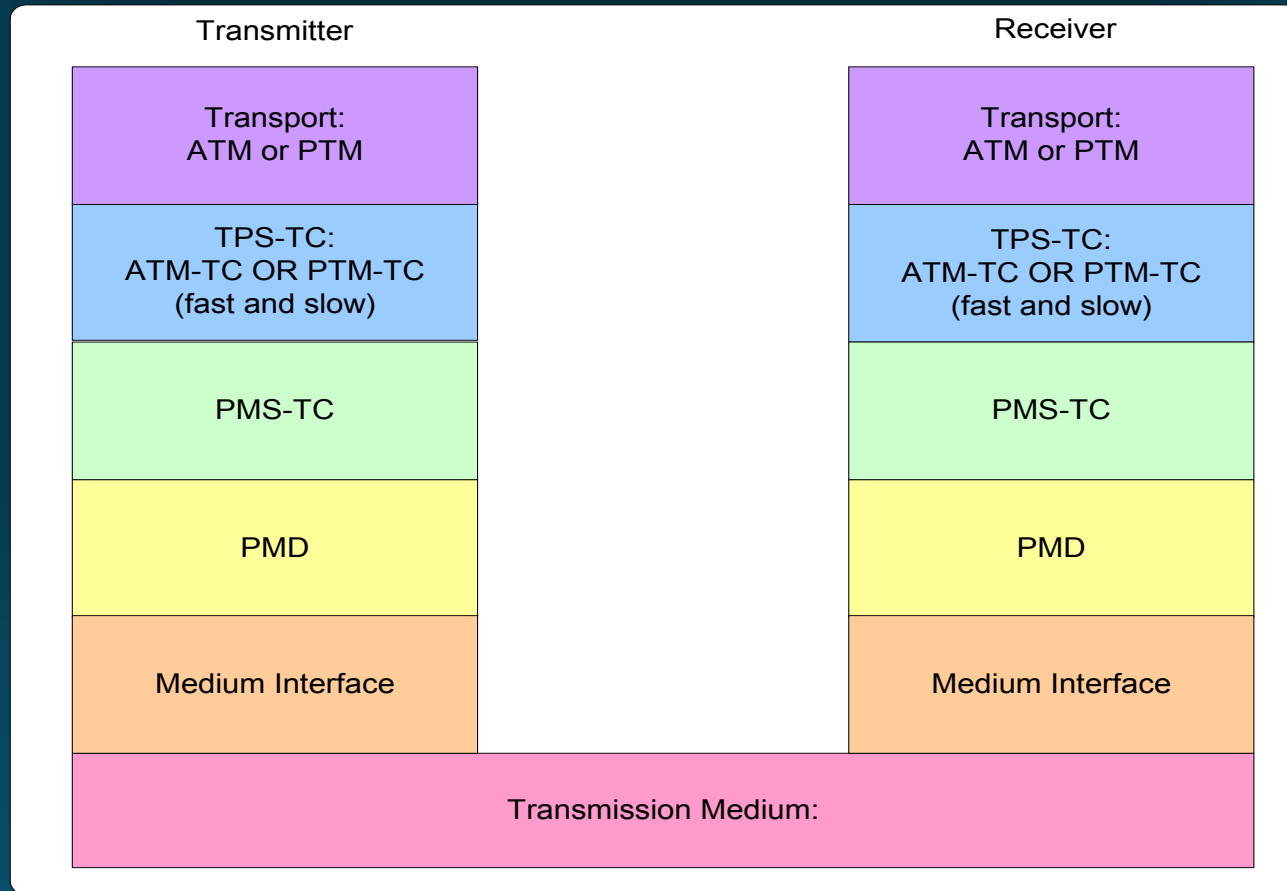 Transmitter
Receiver
Transport:
ATM or PTM
Transport:
ATM or PTM
TPS-TC:
ATM-TC OR PTM-TC
(fast and slow)
TPS-TC:
ATM-TC OR PTM-TC
(fast and slow)
PMS-TC
PMS-TC
PMD
PMD
Medium Interface
Medium Interface
Transmission Medium: